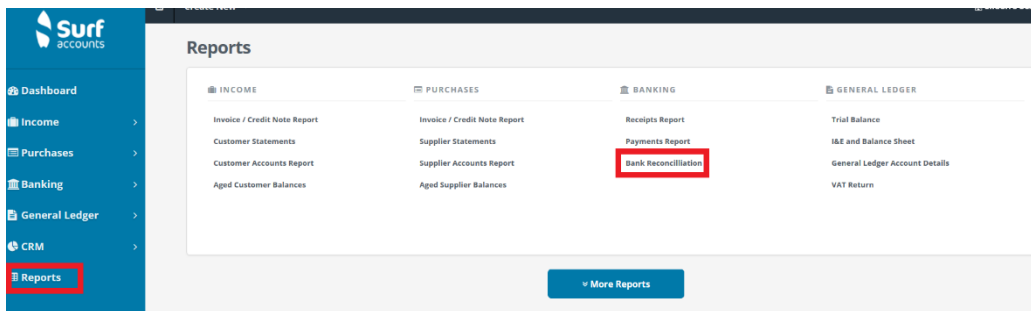 Create New
Surf
accounts
Dashboard
Income
Purchases
Banking
General Ledger
CRM
Reports
Reports
INCOME
Invoice / Credit Note Report
Customer Statements
Customer Accounts Report
Aged Customer Balances
PURCHASES
Invoice / Credit Note Report
Supplier Statements
Supplier Accounts Report
Aged Supplier Balances
BANKING
Receipts Report
Payments Report
Bank Reconcilliation
GENERAL LEDGER
Trial Balance
I&E and Balance Sheet
General Ledger Account Details
VAT Return
More Reports